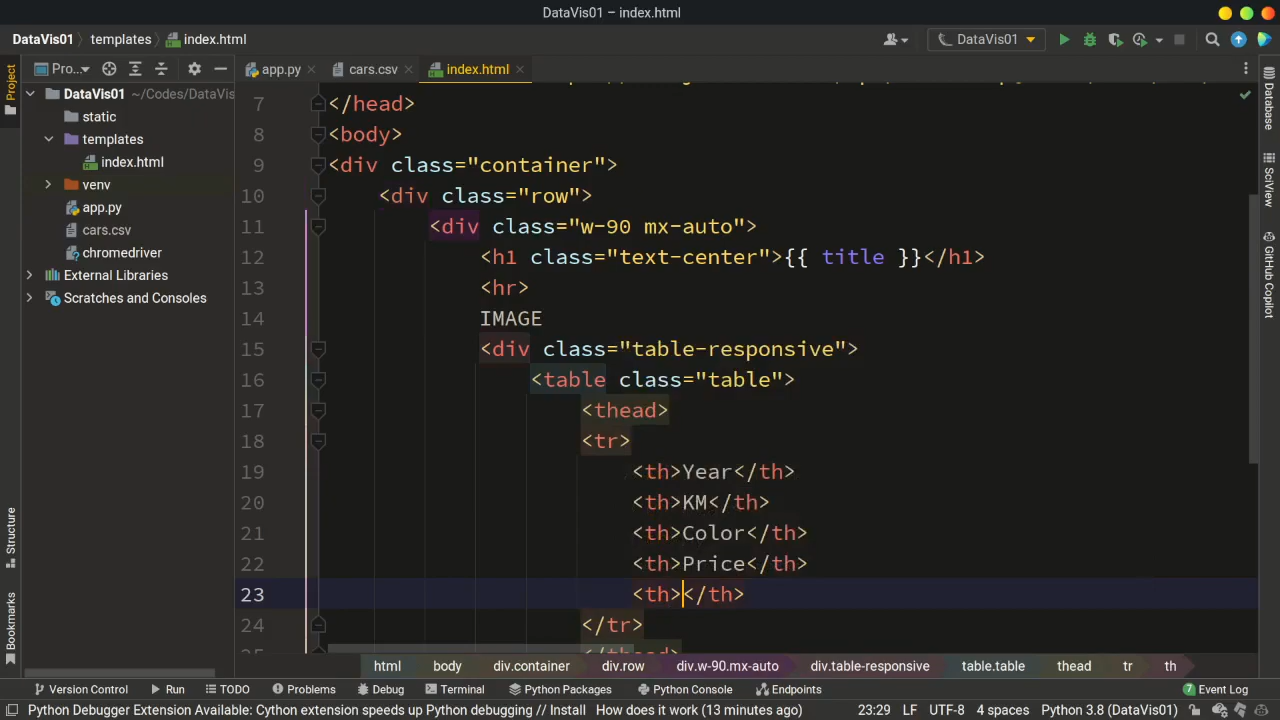 DataVis01 – index.html
DataVis01 templates index.html
DataVis01
Pro... app.py cars.csv index.html
Project
DataVis01 ~/Codes/DataVis
static
templates
index.html
venv
app.py
cars.csv
chromedriver
External Libraries
Scratches and Consoles
7 </head>
8 <body>
9 <div class="container">
10 <div class="row">
11 <div class="w-90 mx-auto">
12 <h1 class="text-center">{{ title }}</h1>
13 <hr>
14 IMAGE
15 <div class="table-responsive">
16 <table class="table">
17 <thead>
18 <tr>
19 <th>Year</th>
20 <th>KM</th>
21 <th>Color</th>
22 <th>Price</th>
23 <th></th>
24 </tr>
Database
SciView
GitHub Copilot
Structure
Bookmarks
html body div.container div.row div.w-90.mx-auto div.table-responsive table.table thead tr th
Version Control Run TODO Problems Debug Terminal Python Packages Python Console Endpoints 7 Event Log
Python Debugger Extension Available: Cython extension speeds up Python debugging // Install How does it work (13 minutes ago) 23:29 LF UTF-8 4 spaces Python 3.8 (DataVis01)